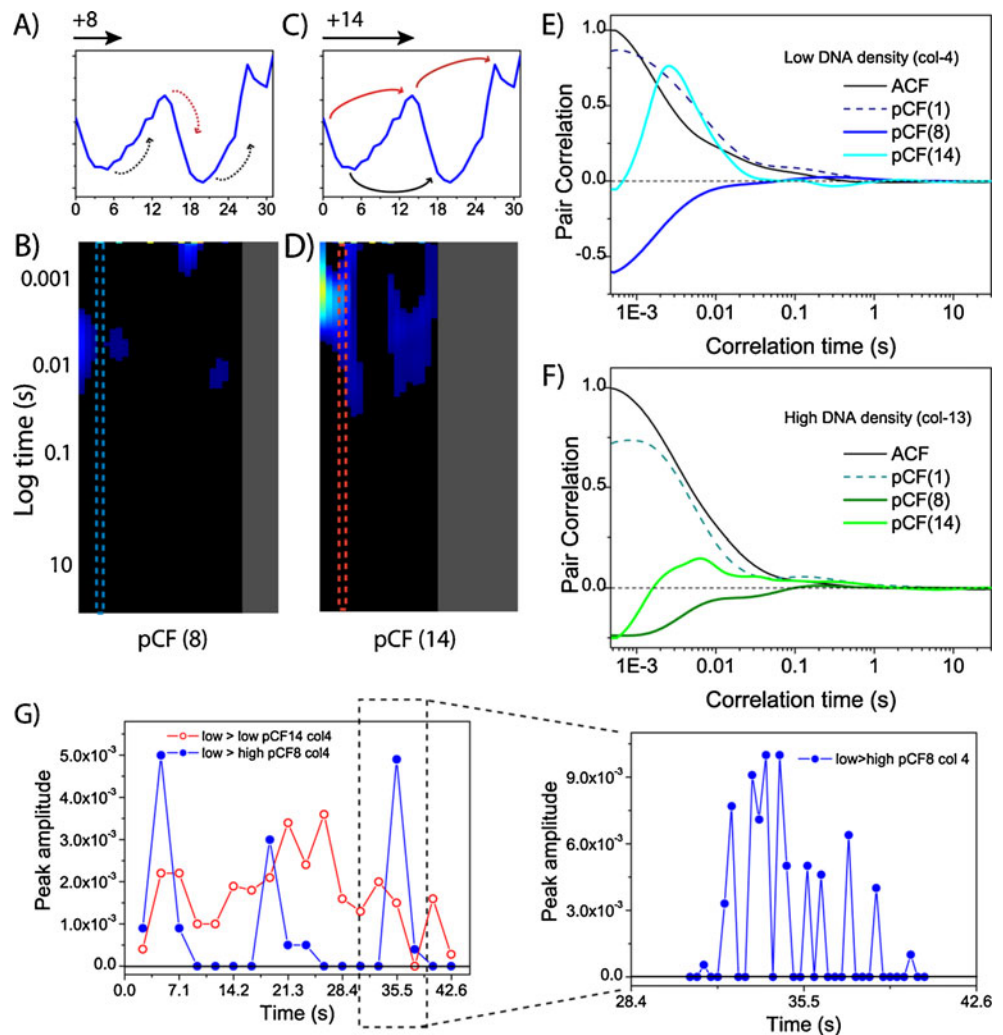 A)
+8
0 6 12 18 24 30
C)
+14
0 6 12 18 24 30
B)
0.001
0.01
0.1
10
Log time (s)
pCF (8)
D)
pCF (14)
E)
1.0
0.5
0.0
-0.5
Pair Correlation
Low DNA density (col-4)
ACF
pCF(1)
pCF(8)
pCF(14)
1E-3 0.01 0.1 1 10
Correlation time (s)
F)
1.0
0.5
0.0
Pair Correlation
High DNA density (col-13)
ACF
pCF(1)
pCF(8)
pCF(14)
1E-3 0.01 0.1 1 10
Correlation time (s)
G)
low > low pCF14 col4
low > high pCF8 col4
5.0x10-3
4.0x10-3
3.0x10-3
2.0x10-3
1.0x10-3
0.0
Peak amplitude
0.0 7.1 14.2 21.3 28.4 35.5 42.6
Time (s)
low>high pCF8 col 4
9.0x10-3
6.0x10-3
3.0x10-3
0.0
Peak amplitude
28.4 35.5 42.6
Time (s)